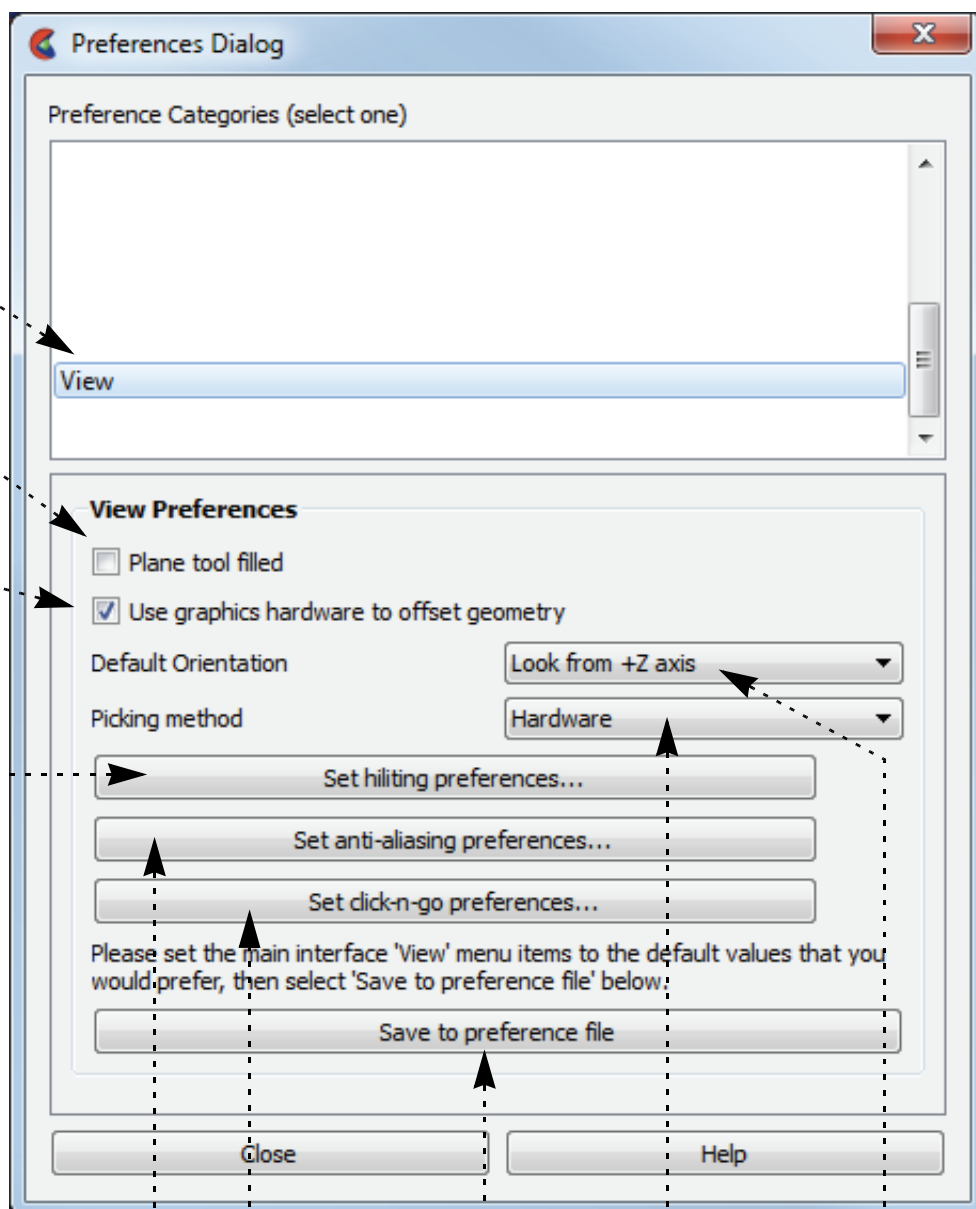 Preferences Dialog
Preference Categories (select one)
View
View Preferences
Plane tool filled
Use graphics hardware to offset geometry
Default Orientation
Look from +Z axis
Picking method
Hardware
Set hiliting preferences...
Set anti-aliasing preferences...
Set click-n-go preferences...
Please set the main interface 'View' menu items to the default values that you
would prefer, then select 'Save to preference file' below.
Save to preference file
Close
Help